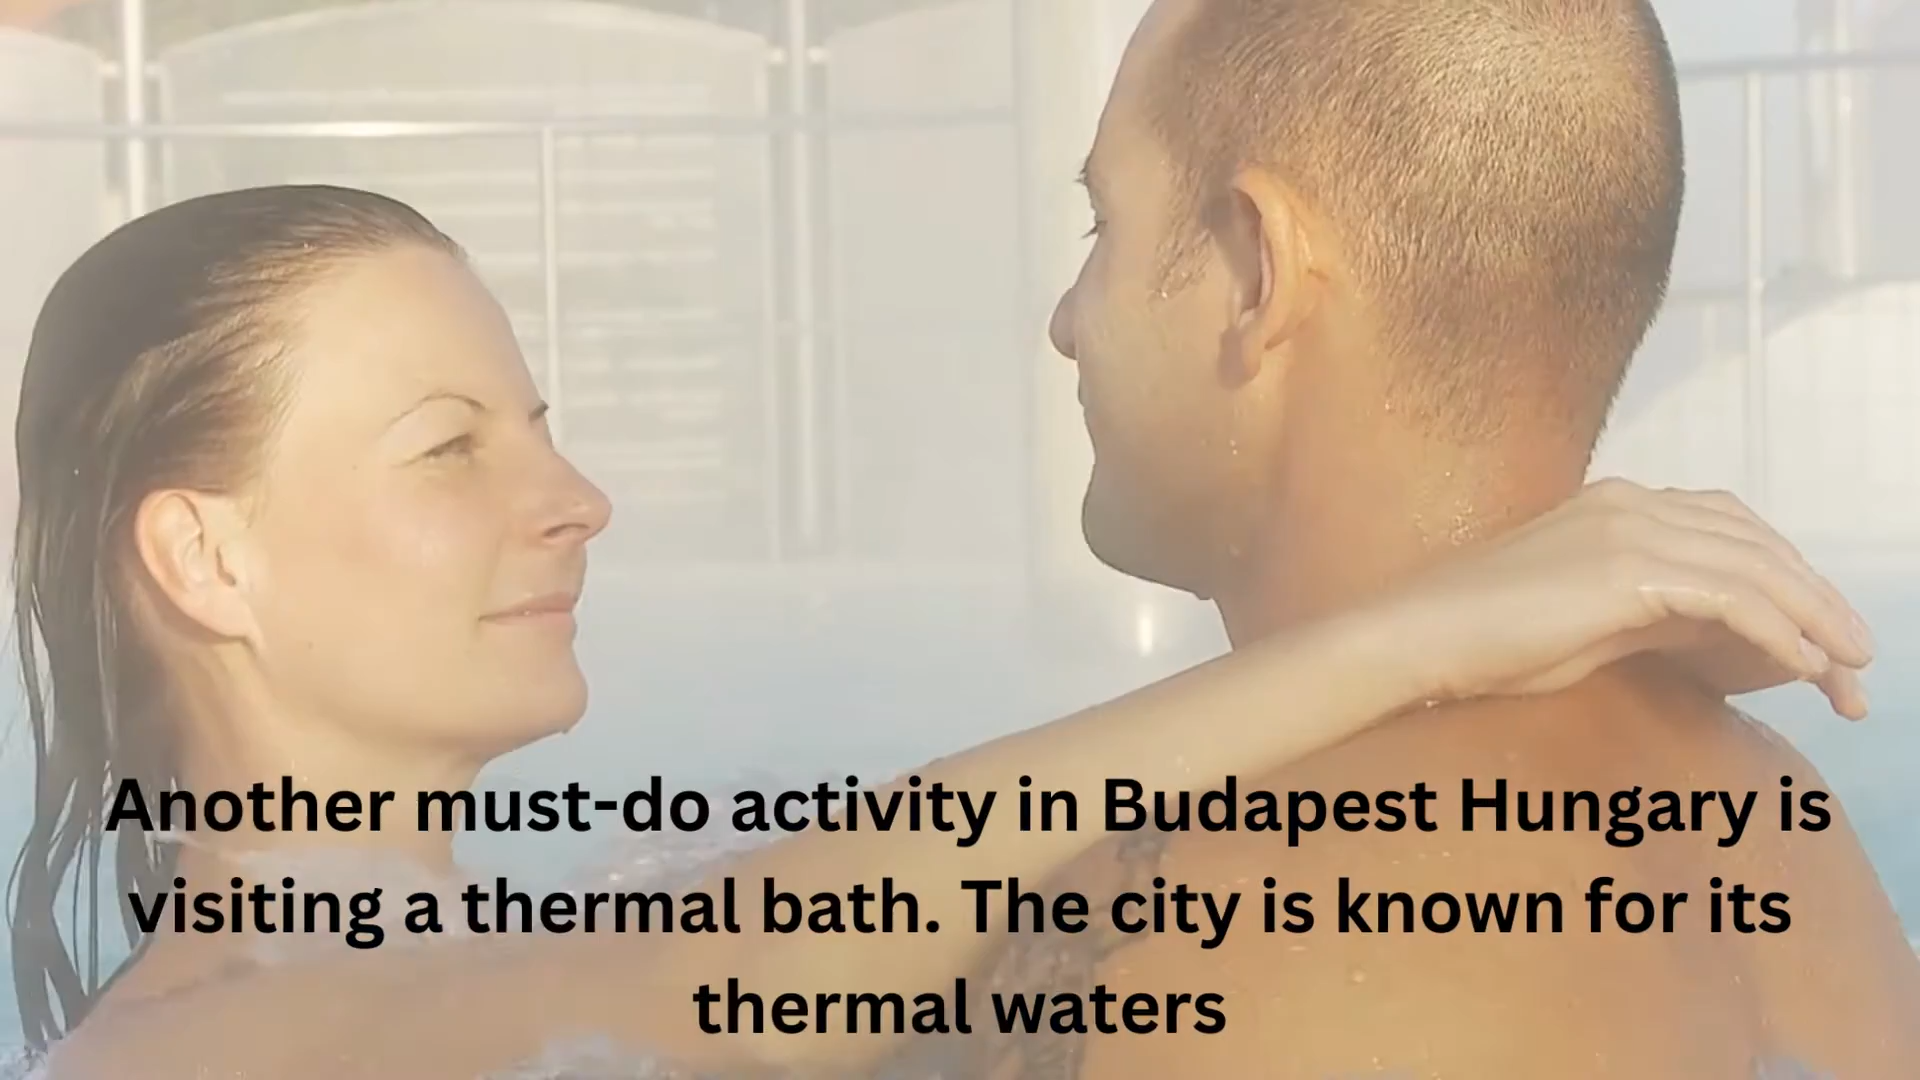 Another must-do activity in Budapest Hungary is
visiting a thermal bath. The city is known for its
thermal waters